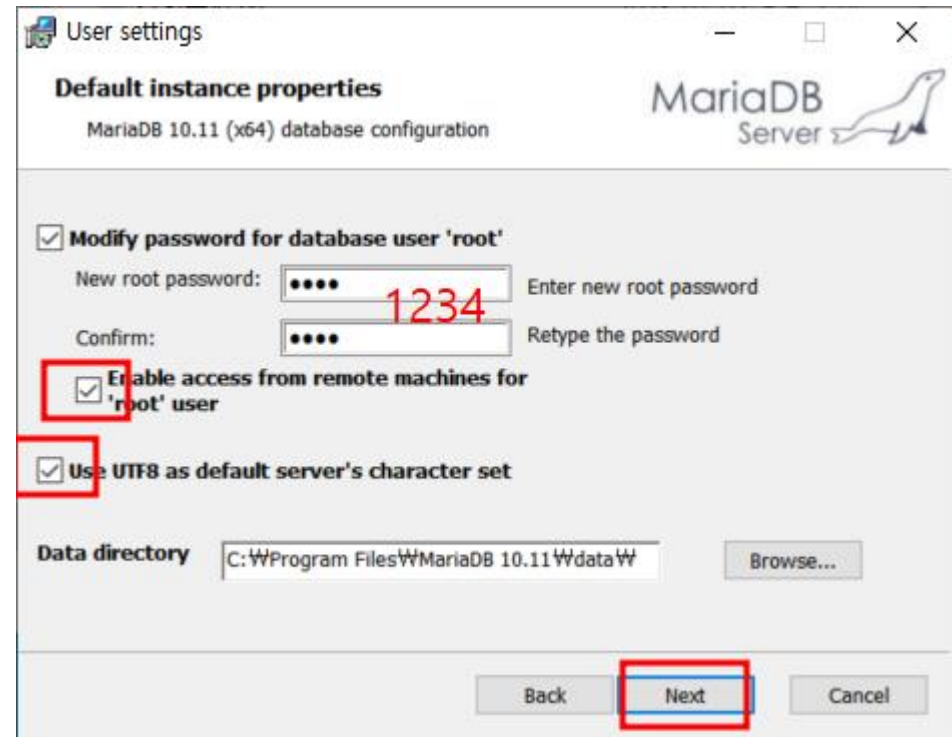 User settings
Default instance properties
MariaDB 10.11 (x64) database configuration
MariaDB
Server
Modify password for database user 'root'
New root password: •••• Enter new root password
1234
Confirm: •••• Retype the password
Enable access from remote machines for
'root' user
Use UTF8 as default server's character set
Data directory C:₩Program Files₩MariaDB 10.11₩data₩ Browse...
Back Next Cancel